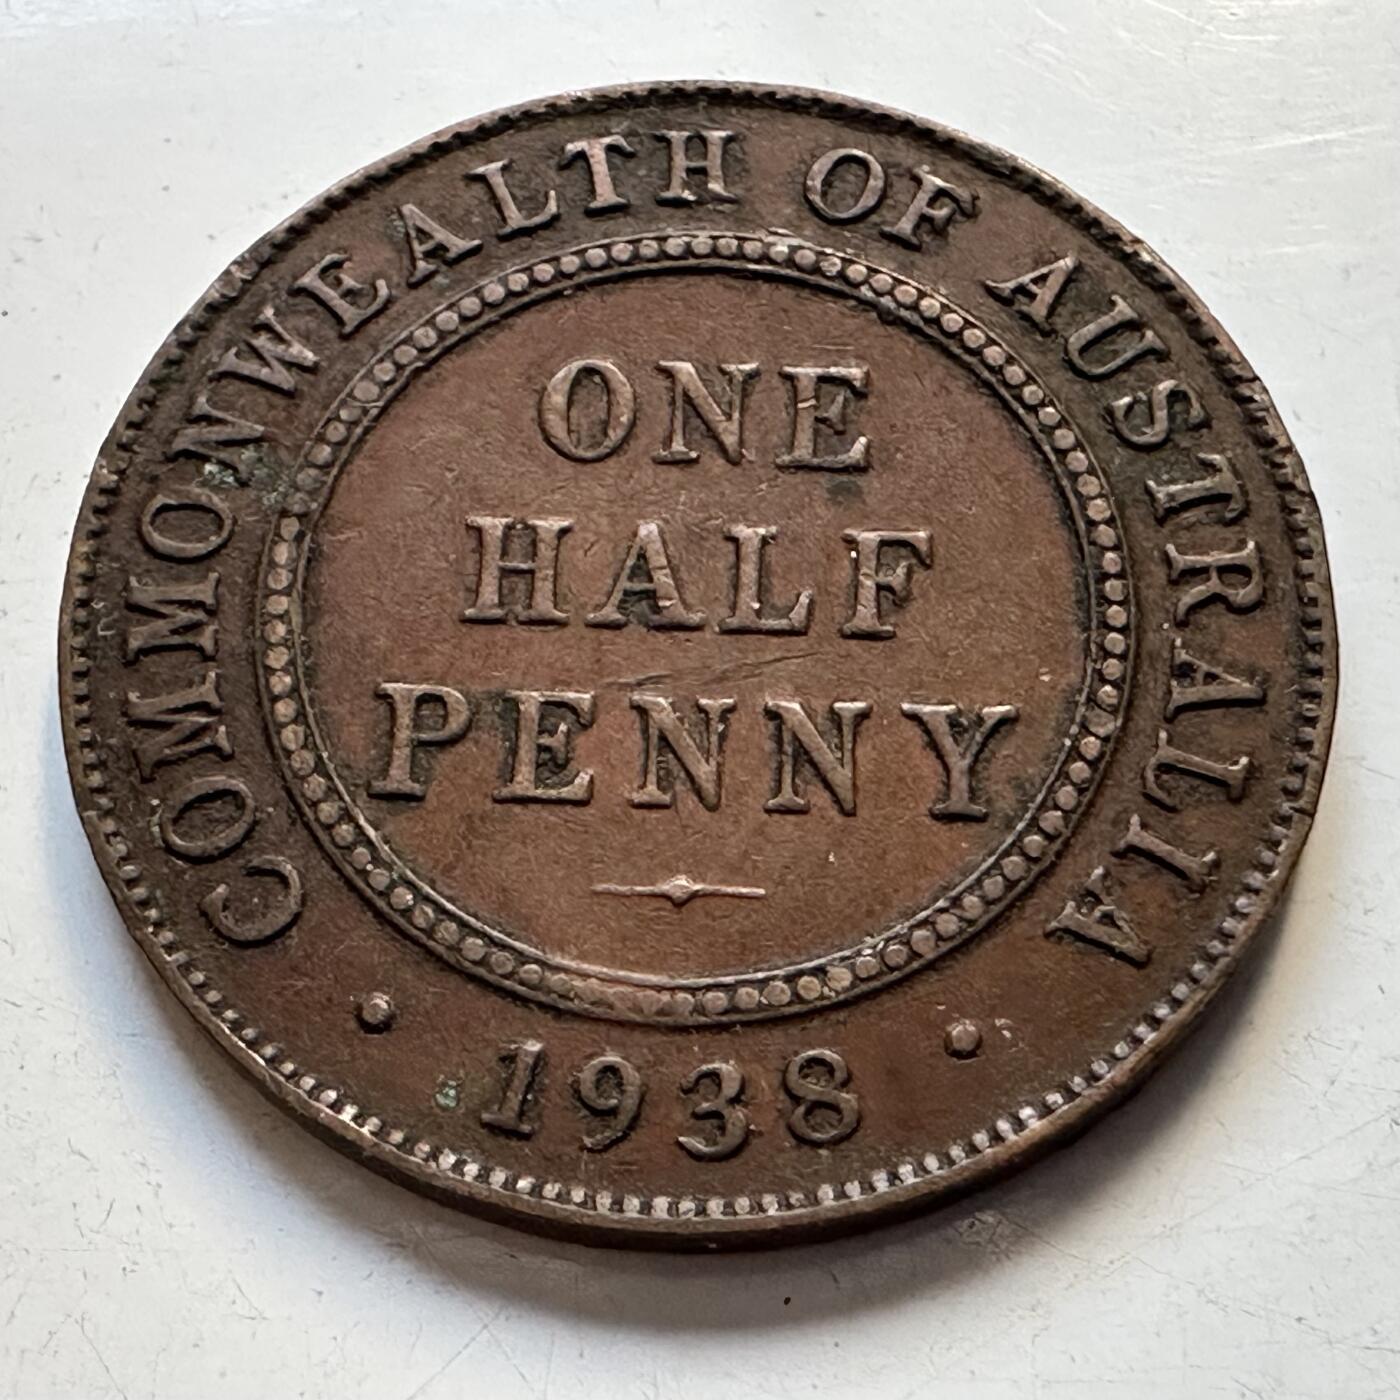 COMMONWEALTH OF AUSTRALIA
ONE
HALF
PENNY
· 1938 ·